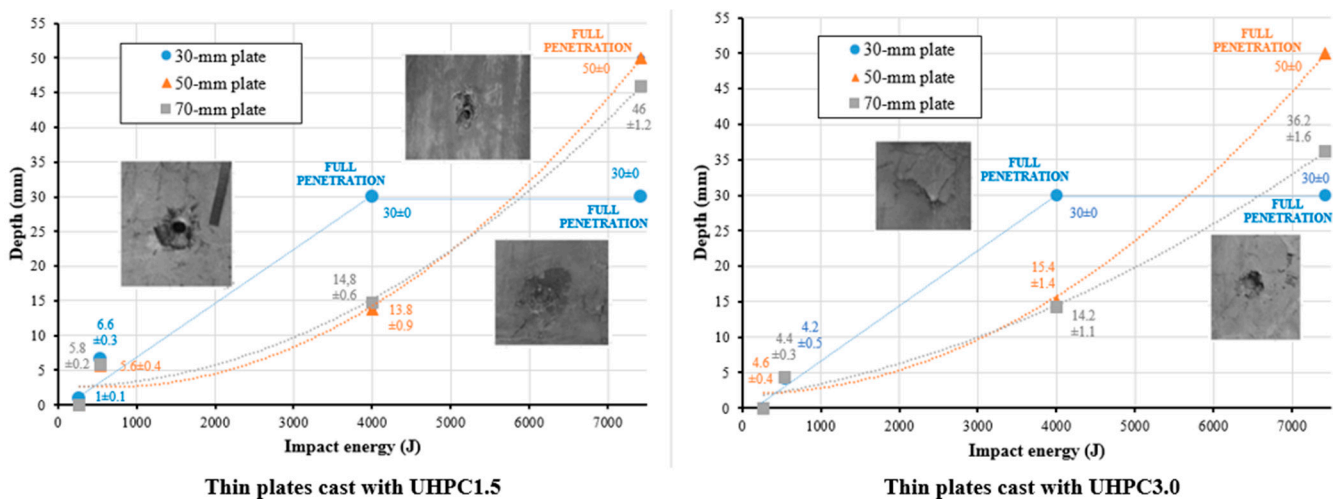 55
50
45
40
35
30
25
20
15
10
5
0
Depth (mm)
0
1000
2000
3000
4000
5000
6000
7000
Impact energy (J)
30-mm plate
50-mm plate
70-mm plate
FULL
PENETRATION
50±0
46
±1.2
FULL
PENETRATION
30±0
30±0
FULL
PENETRATION
14,8
±0.6
13.8
±0.9
6.6
±0.3
5.8
±0.2
5.6±0.4
1±0.1
Thin plates cast with UHPC1.5
55
50
45
40
35
30
25
20
15
10
5
0
Depth (mm)
0
1000
2000
3000
4000
5000
6000
7000
Impact energy (J)
30-mm plate
50-mm plate
70-mm plate
FULL
PENETRATION
50±0
36.2
±1.6
FULL
PENETRATION
30±0
30±0
FULL
PENETRATION
15.4
±1.4
14.2
±1.1
4.2
±0.5
4.4
±0.3
4.6
±0.4
Thin plates cast with UHPC3.0